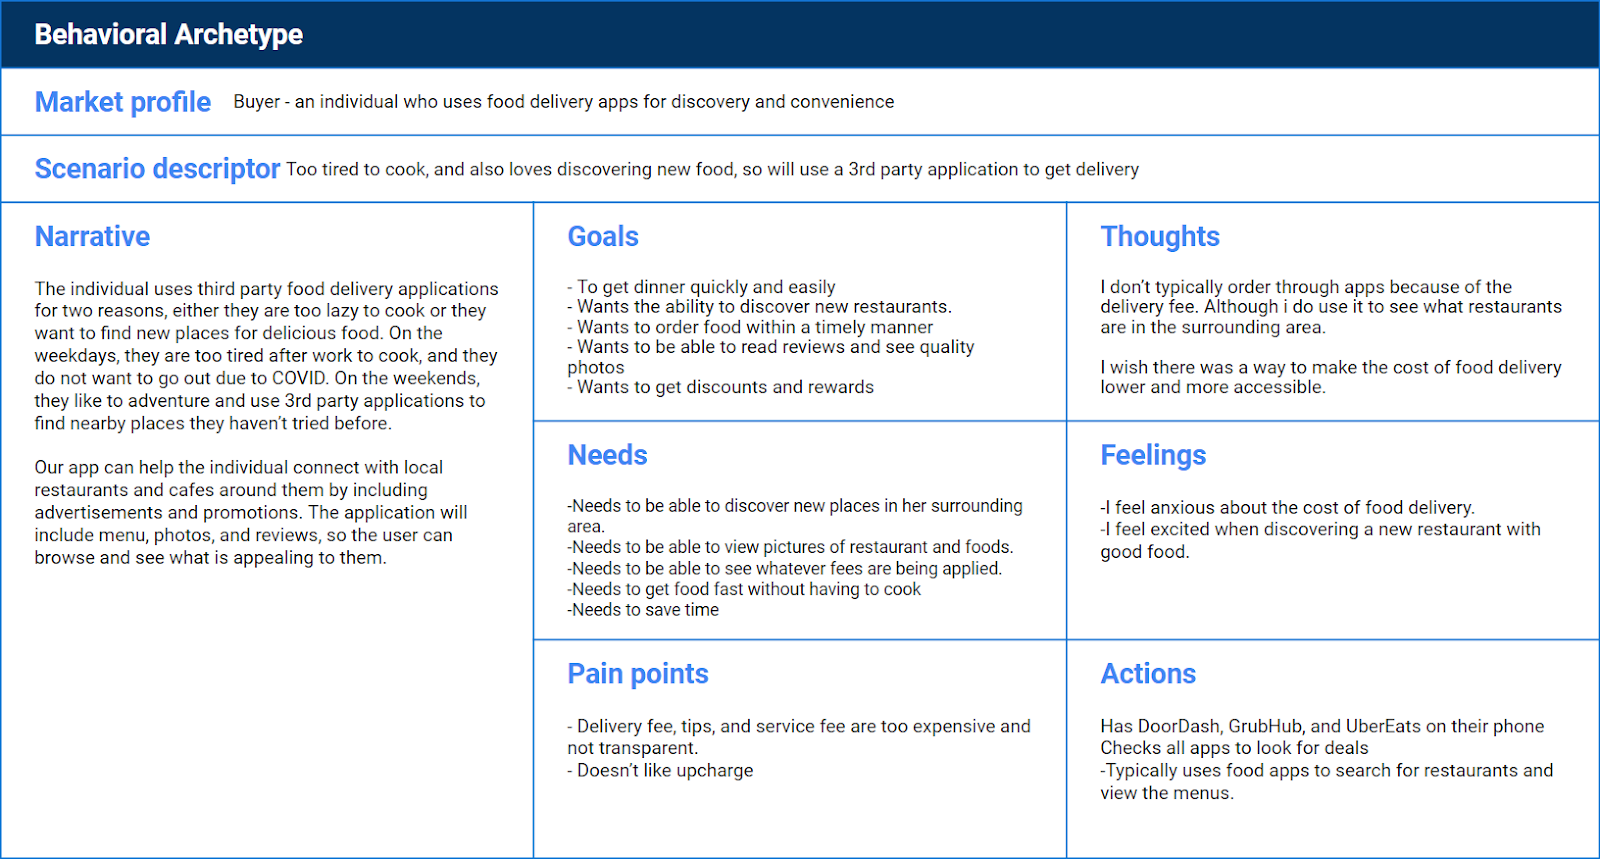 Behavioral Archetype
Market profile Buyer - an individual who uses food delivery apps for discovery and convenience
Scenario descriptor Too tired to cook, and also loves discovering new food, so will use a 3rd party application to get delivery
Narrative
The individual uses third party food delivery applications
for two reasons, either they are too lazy to cook or they
want to find new places for delicious food. On the
weekdays, they are too tired after work to cook, and they
do not want to go out due to COVID. On the weekends,
they like to adventure and use 3rd party applications to
find nearby places they haven’t tried before.
Our app can help the individual connect with local
restaurants and cafes around them by including
advertisements and promotions. The application will
include menu, photos, and reviews, so the user can
browse and see what is appealing to them.
Goals
- To get dinner quickly and easily
- Wants the ability to discover new restaurants.
- Wants to order food within a timely manner
- Wants to be able to read reviews and see quality
photos
- Wants to get discounts and rewards
Thoughts
I don’t typically order through apps because of the
delivery fee. Although i do use it to see what restaurants
are in the surrounding area.
I wish there was a way to make the cost of food delivery
lower and more accessible.
Needs
-Needs to be able to discover new places in her surrounding
area.
-Needs to be able to view pictures of restaurant and foods.
-Needs to be able to see whatever fees are being applied.
-Needs to get food fast without having to cook
-Needs to save time
Feelings
-I feel anxious about the cost of food delivery.
-I feel excited when discovering a new restaurant with
good food.
Pain points
- Delivery fee, tips, and service fee are too expensive and
not transparent.
- Doesn’t like upcharge
Actions
Has DoorDash, GrubHub, and UberEats on their phone
Checks all apps to look for deals
-Typically uses food apps to search for restaurants and
view the menus.